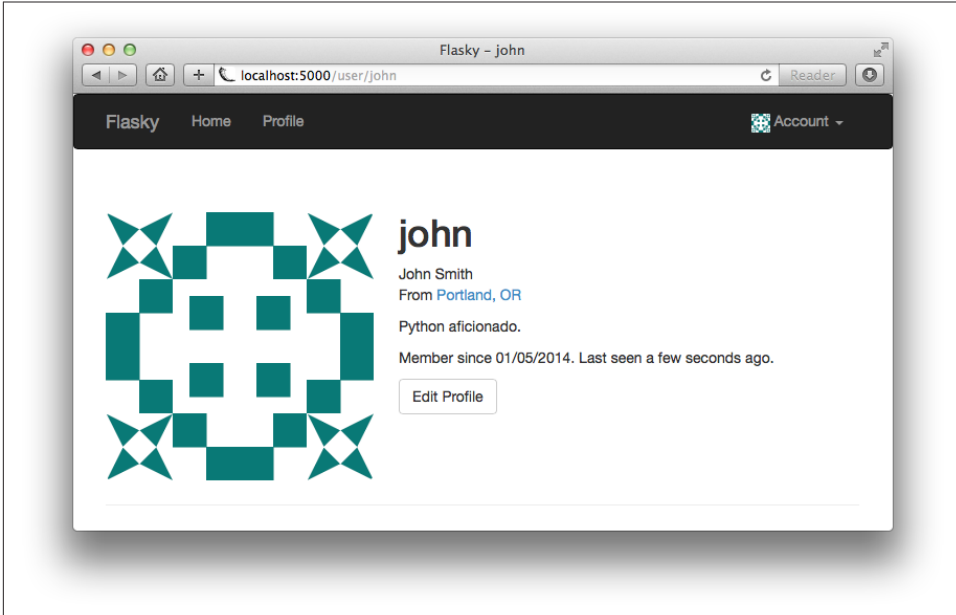 Flasky – john
localhost:5000/user/john
Reader
Flasky Home Profile Account
john
John Smith
From Portland, OR
Python aficionado.
Member since 01/05/2014. Last seen a few seconds ago.
Edit Profile